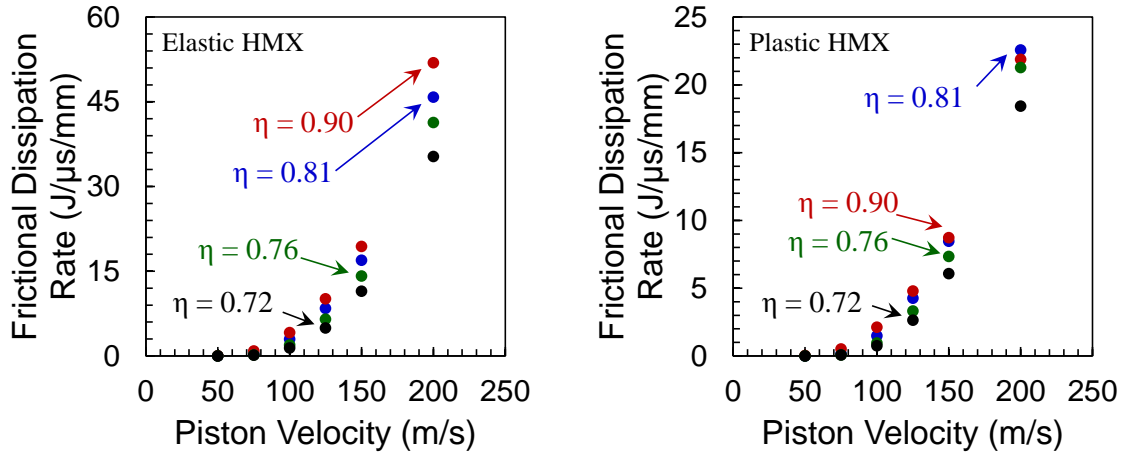 Elastic HMX
Frictional Dissipation
Rate (J/μs/mm)
60
45
30
15
0
η = 0.90
η = 0.81
η = 0.76
η = 0.72
0 50 100 150 200 250
Piston Velocity (m/s)
Plastic HMX
Frictional Dissipation
Rate (J/μs/mm)
25
20
15
10
5
0
η = 0.81
η = 0.90
η = 0.76
η = 0.72
0 50 100 150 200 250
Piston Velocity (m/s)